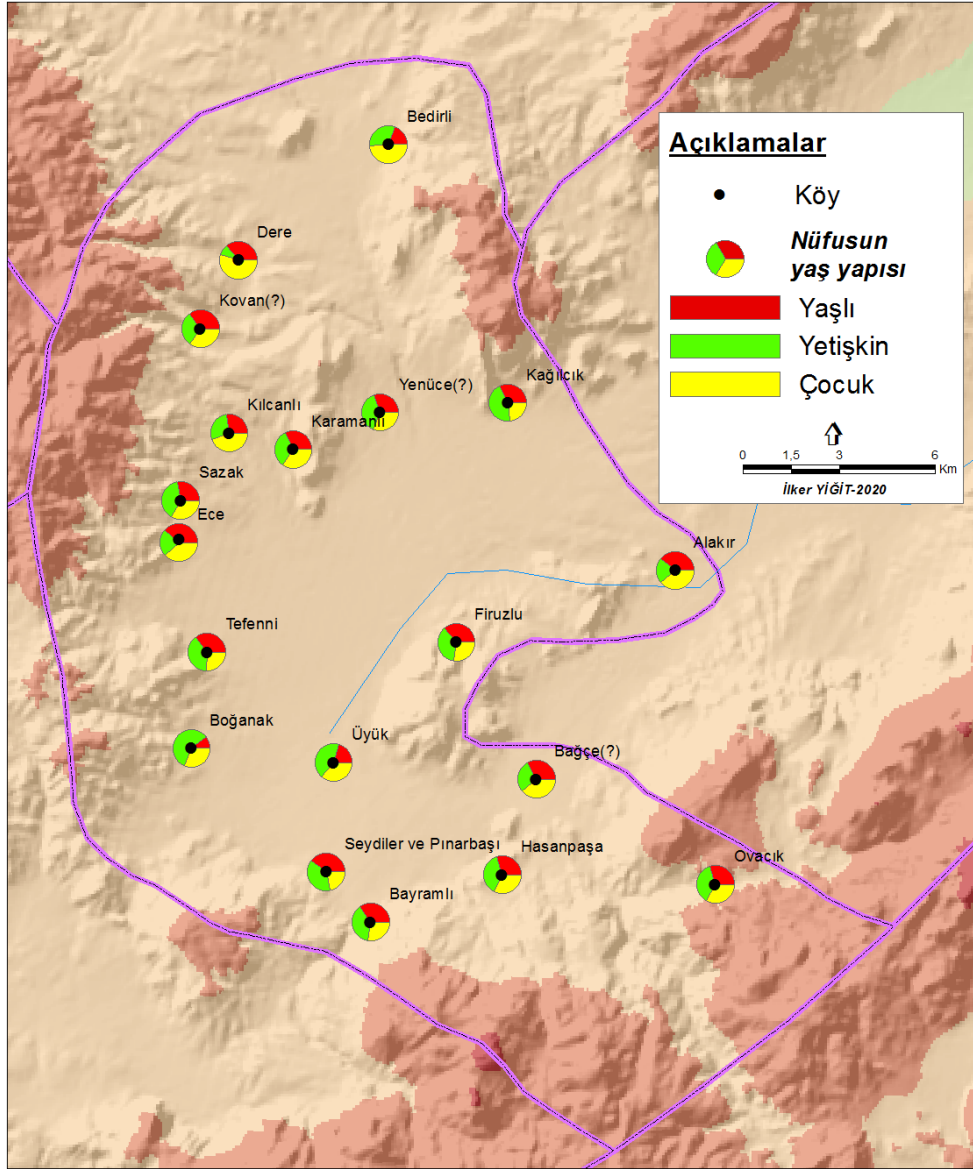 Bedirli
Açıklamalar
Köy
Nüfusun
yaş yapısı
Yaşlı
Yetişkin
Çocuk
0 1,5 3 6
Km
İlker YİĞİT-2020
Dere
Kovan(?)
Yenüce(?)
Kağılcık
Kılcanlı
Karamanlı
Sazak
Ece
Alakır
Tefenni
Firuzlu
Boğanak
Üyük
Bağçe(?)
Seydiler ve Pınarbaşı
Hasanpaşa
Ovacık
Bayramlı